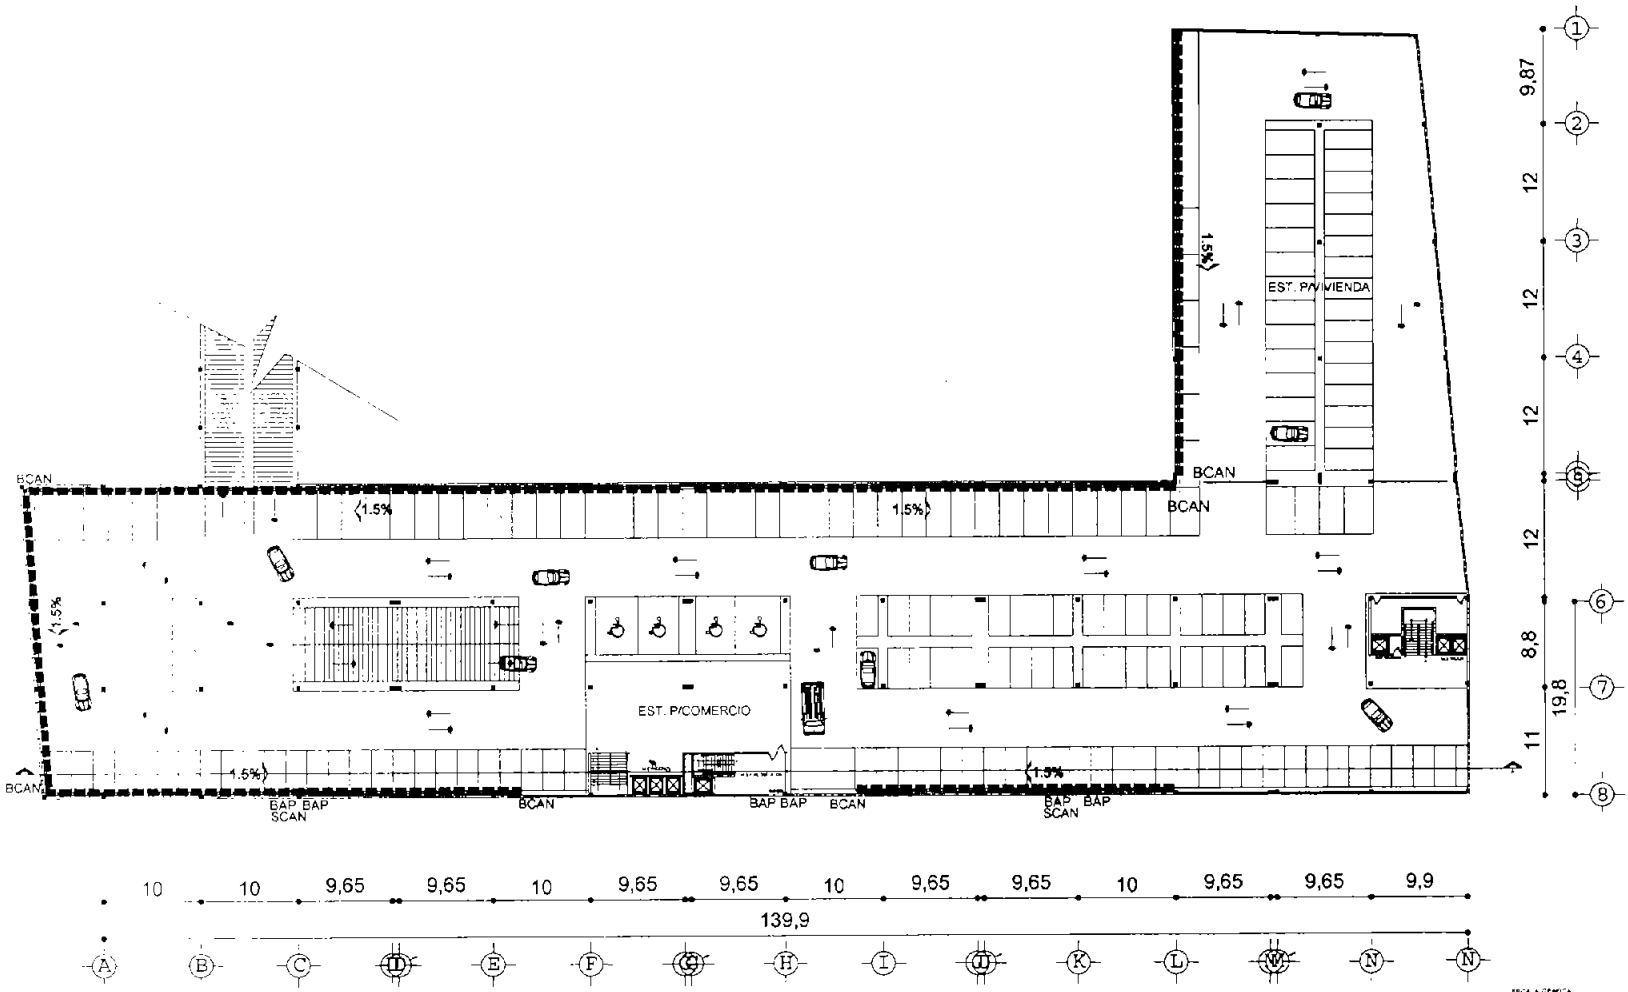 1
9,87
2
12
3
1.5%
EST. P/VIVIENDA
12
4
12
BCAN
BCAN
5
BCAN
1.5%
1.5%
12
1.5%
6
8,8
7
EST. P/COMERCIO
19,8
11
1.5%
1.5%
BCAN
8
BAP BAP
SCAN
BCAN
BAP BAP
BCAN
BAP BAP
SCAN
10
10
9,65
9,65
10
9,65
9,65
10
9,65
9,65
10
9,65
9,65
9,9
139,9
A
B
C
E
F
H
I
K
L
N
N